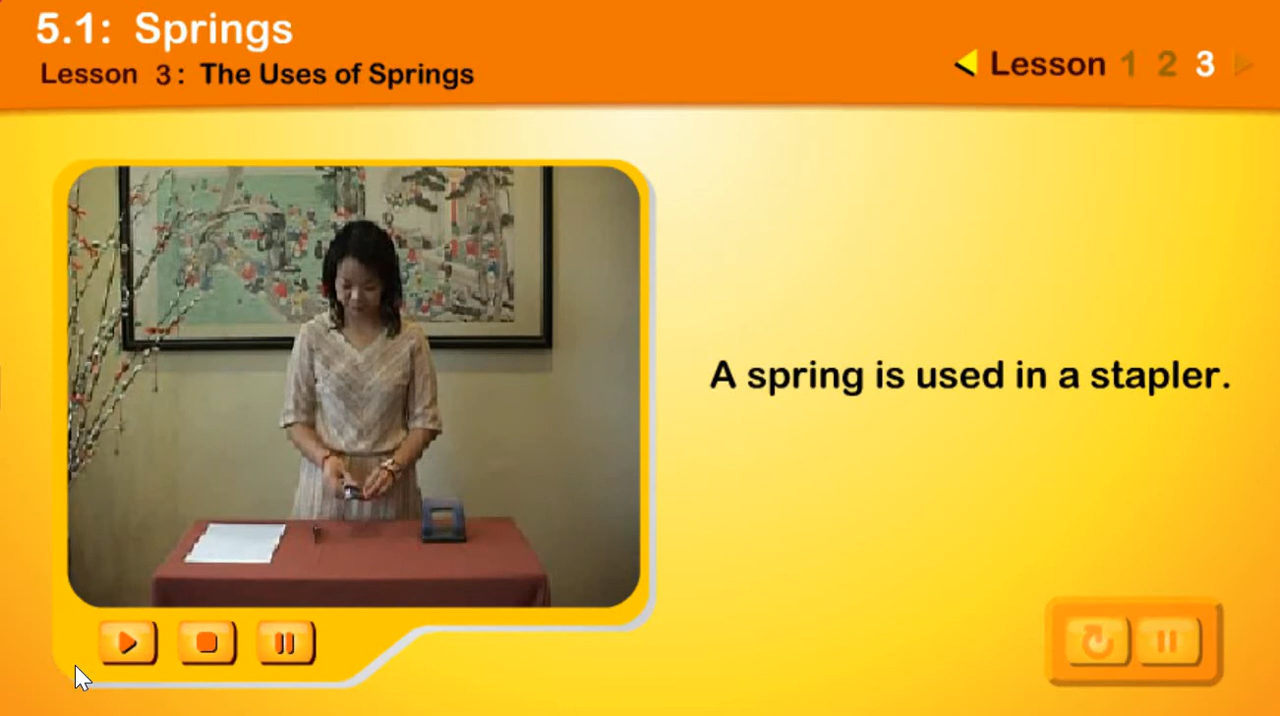 5.1: Springs
Lesson 3: The Uses of Springs
Lesson 1 2 3
A spring is used in a stapler.